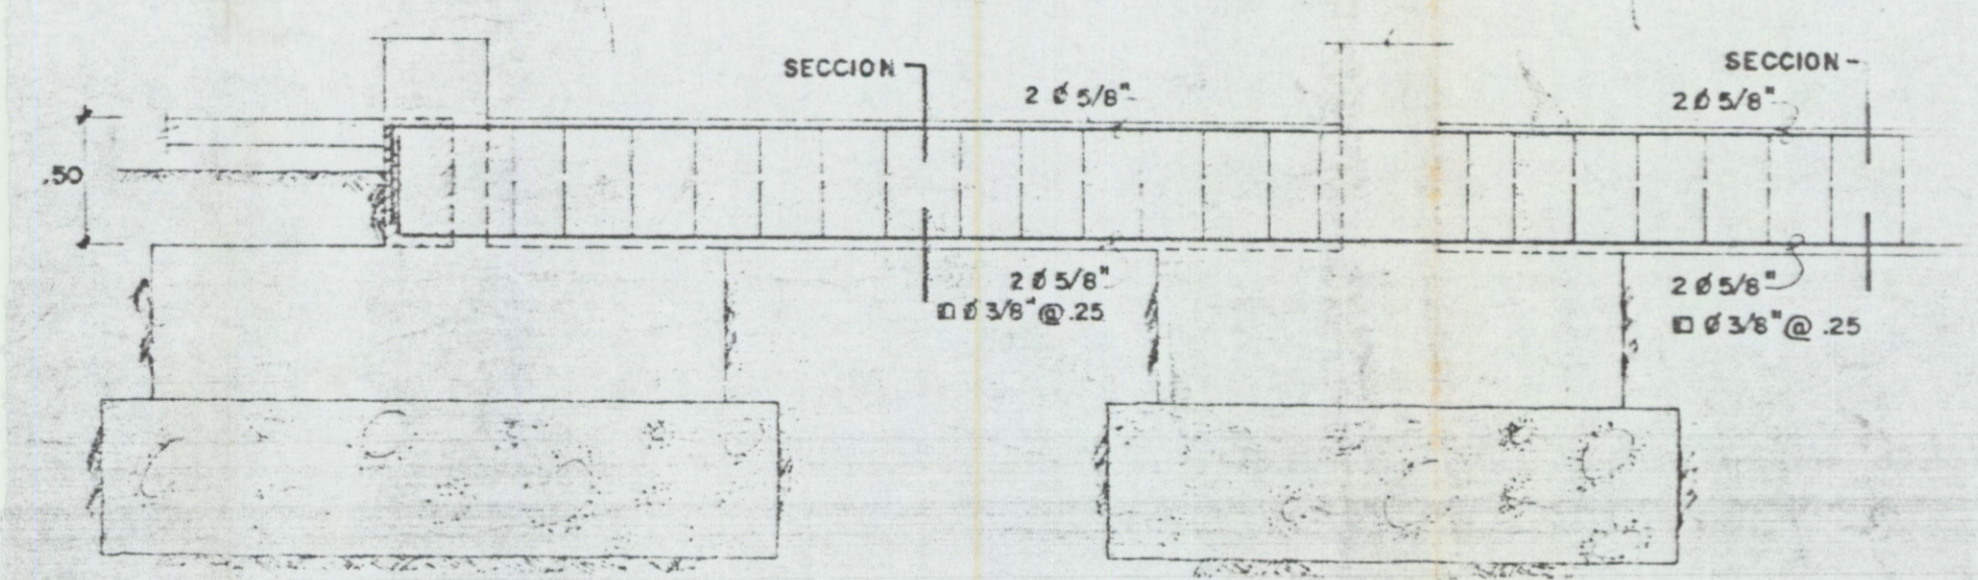 SECCION
2 Ø 5/8"
SECCION
2 Ø 5/8"
.50
2 Ø 5/8"
□ Ø 3/8" @ .25
2 Ø 5/8"
□ Ø 3/8" @ .25